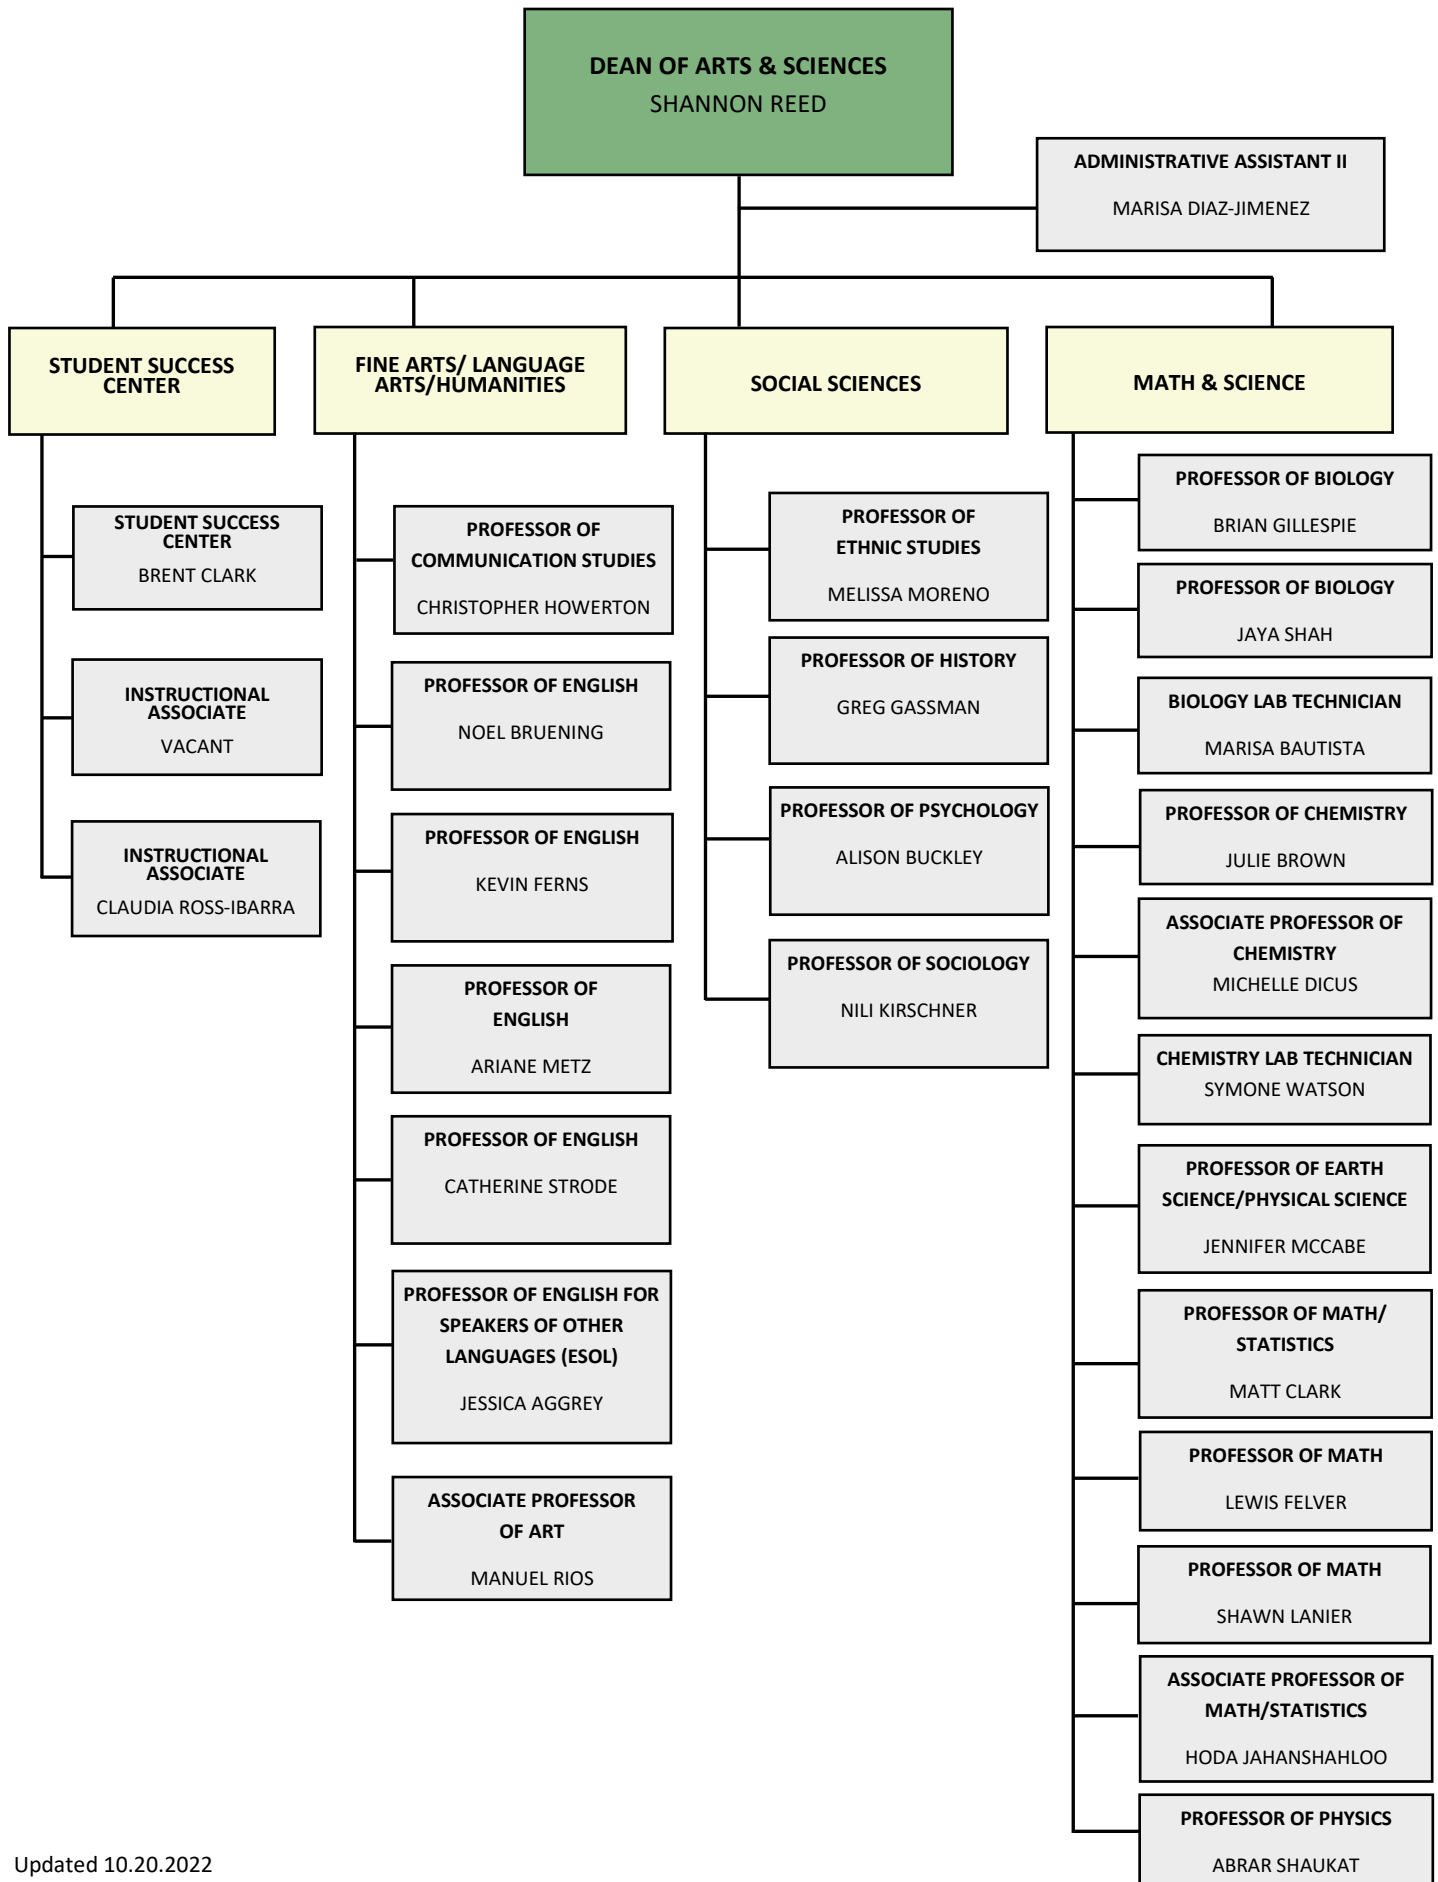 DEAN OF ARTS & SCIENCES
SHANNON REED
ADMINISTRATIVE ASSISTANT II
MARISA DIAZ-JIMENEZ
STUDENT SUCCESS
CENTER
FINE ARTS/ LANGUAGE
ARTS/HUMANITIES
SOCIAL SCIENCES
MATH & SCIENCE
STUDENT SUCCESS
CENTER
BRENT CLARK
INSTRUCTIONAL
ASSOCIATE
VACANT
INSTRUCTIONAL
ASSOCIATE
CLAUDIA ROSS-IBARRA
PROFESSOR OF
COMMUNICATION STUDIES
CHRISTOPHER HOWERTON
PROFESSOR OF ENGLISH
NOEL BRUENING
PROFESSOR OF ENGLISH
KEVIN FERNS
PROFESSOR OF
ENGLISH
ARIANE METZ
PROFESSOR OF ENGLISH
CATHERINE STRODE
PROFESSOR OF ENGLISH FOR
SPEAKERS OF OTHER
LANGUAGES (ESOL)
JESSICA AGGREY
ASSOCIATE PROFESSOR
OF ART
MANUEL RIOS
PROFESSOR OF
ETHNIC STUDIES
MELISSA MORENO
PROFESSOR OF HISTORY
GREG GASSMAN
PROFESSOR OF PSYCHOLOGY
ALISON BUCKLEY
PROFESSOR OF SOCIOLOGY
NILI KIRSCHNER
PROFESSOR OF BIOLOGY
BRIAN GILLESPIE
PROFESSOR OF BIOLOGY
JAYA SHAH
BIOLOGY LAB TECHNICIAN
MARISA BAUTISTA
PROFESSOR OF CHEMISTRY
JULIE BROWN
ASSOCIATE PROFESSOR OF
CHEMISTRY
MICHELLE DICUS
CHEMISTRY LAB TECHNICIAN
SYMONE WATSON
PROFESSOR OF EARTH
SCIENCE/PHYSICAL SCIENCE
JENNIFER MCCABE
PROFESSOR OF MATH/
STATISTICS
MATT CLARK
PROFESSOR OF MATH
LEWIS FELVER
PROFESSOR OF MATH
SHAWN LANIER
ASSOCIATE PROFESSOR OF
MATH/STATISTICS
HODA JAHANSHAHLOO
PROFESSOR OF PHYSICS
ABRAR SHAUKAT
Updated 10.20.2022